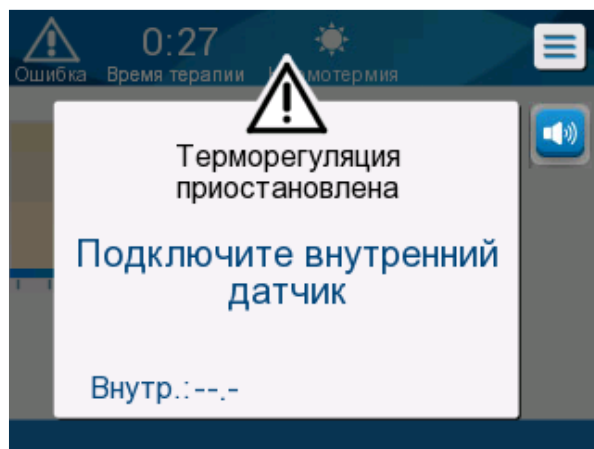 0:27
Ошибка Время терапии
Терморегуляция
приостановлена
Подключите внутренний
датчик
Внутр.:--.-